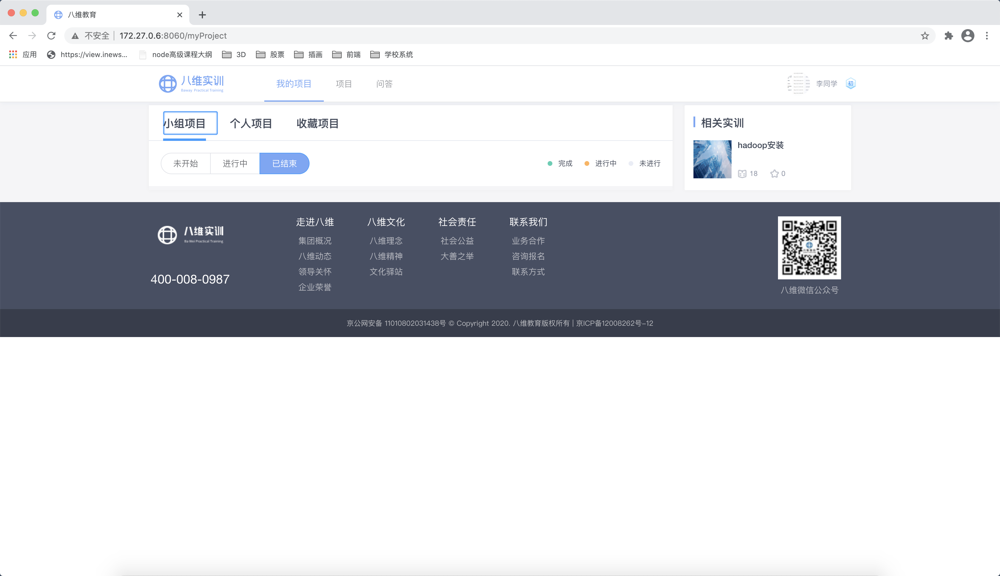 八维教育
不安全 172.27.0.6:8060/myProject
应用 https://view.inews... node高级课程大纲 3D 股票 插画 前端 学校系统
八维实训
Baway Practical Training
我的项目 项目 问答
李同学 初
小组项目 个人项目 收藏项目
未开始 进行中 已结束
完成 进行中 未进行
相关实训
hadoop安装
18 0
八维实训
Ba Wei Practical Training
400-008-0987
走进八维
集团概况
八维动态
领导关怀
企业荣誉
八维文化
八维理念
八维精神
文化驿站
社会责任
社会公益
大善之举
联系我们
业务合作
咨询报名
联系方式
八维微信公众号
京公网安备 11010802031438号 © Copyright 2020. 八维教育版权所有 | 京ICP备12008262号-12